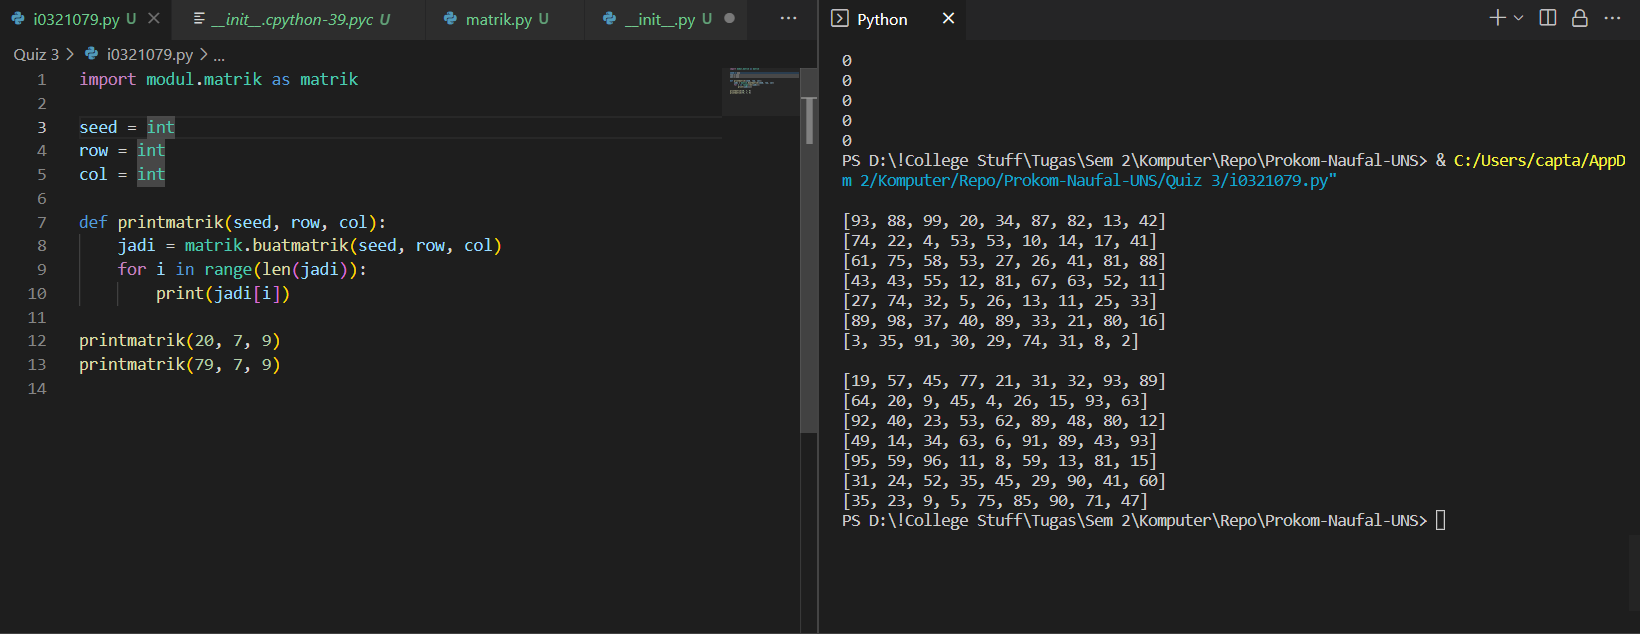 i0321079.py U
__init__.cpython-39.pyc U
matrik.py U
__init__.py U
Quiz 3 > i0321079.py > ...
1 import modul.matrik as matrik
2
3 seed = int
4 row = int
5 col = int
6
7 def printmatrik(seed, row, col):
8     jadi = matrik.buatmatrik(seed, row, col)
9     for i in range(len(jadi)):
10         print(jadi[i])
11
12 printmatrik(20, 7, 9)
13 printmatrik(79, 7, 9)
14
Python
0
0
0
0
0
PS D:\!College Stuff\Tugas\Sem 2\Komputer\Repo\Prokom-Naufal-UNS> & C:/Users/capta/AppD
m 2/Komputer/Repo/Prokom-Naufal-UNS/Quiz 3/i0321079.py"
[93, 88, 99, 20, 34, 87, 82, 13, 42]
[74, 22, 4, 53, 53, 10, 14, 17, 41]
[61, 75, 58, 53, 27, 26, 41, 81, 88]
[43, 43, 55, 12, 81, 67, 63, 52, 11]
[27, 74, 32, 5, 26, 13, 11, 25, 33]
[89, 98, 37, 40, 89, 33, 21, 80, 16]
[3, 35, 91, 30, 29, 74, 31, 8, 2]
[19, 57, 45, 77, 21, 31, 32, 93, 89]
[64, 20, 9, 45, 4, 26, 15, 93, 63]
[92, 40, 23, 53, 62, 89, 48, 80, 12]
[49, 14, 34, 63, 6, 91, 89, 43, 93]
[95, 59, 96, 11, 8, 59, 13, 81, 15]
[31, 24, 52, 35, 45, 29, 90, 41, 60]
[35, 23, 9, 5, 75, 85, 90, 71, 47]
PS D:\!College Stuff\Tugas\Sem 2\Komputer\Repo\Prokom-Naufal-UNS>